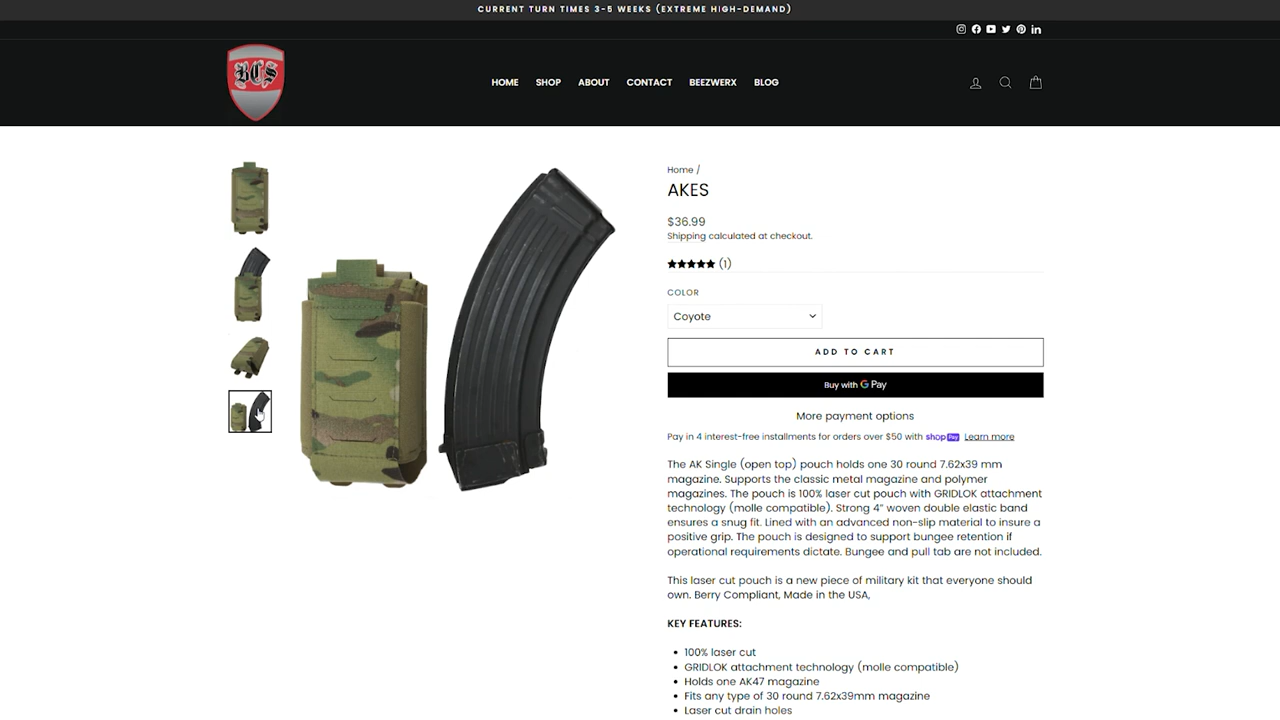 CURRENT TURN TIMES 3-5 WEEKS (EXTREME HIGH-DEMAND)
BCS
HOME SHOP ABOUT CONTACT BEEZWERX BLOG
Home /
AKES
$36.99
Shipping calculated at checkout.
(1)
COLOR
Coyote
ADD TO CART
Buy with G Pay
More payment options
Pay in 4 interest-free installments for orders over $50 with shop Pay Learn more
The AK Single (open top) pouch holds one 30 round 7.62x39 mm
magazine. Supports the classic metal magazine and polymer
magazines. The pouch is 100% laser cut pouch with GRIDLOK attachment
technology (molle compatible). Strong 4” woven double elastic band
ensures a snug fit. Lined with an advanced non-slip material to insure a
positive grip. The pouch is designed to support bungee retention if
operational requirements dictate. Bungee and pull tab are not included.
This laser cut pouch is a new piece of military kit that everyone should
own. Berry Compliant, Made in the USA,
KEY FEATURES:
• 100% laser cut
• GRIDLOK attachment technology (molle compatible)
• Holds one AK47 magazine
• Fits any type of 30 round 7.62x39mm magazine
• Laser cut drain holes